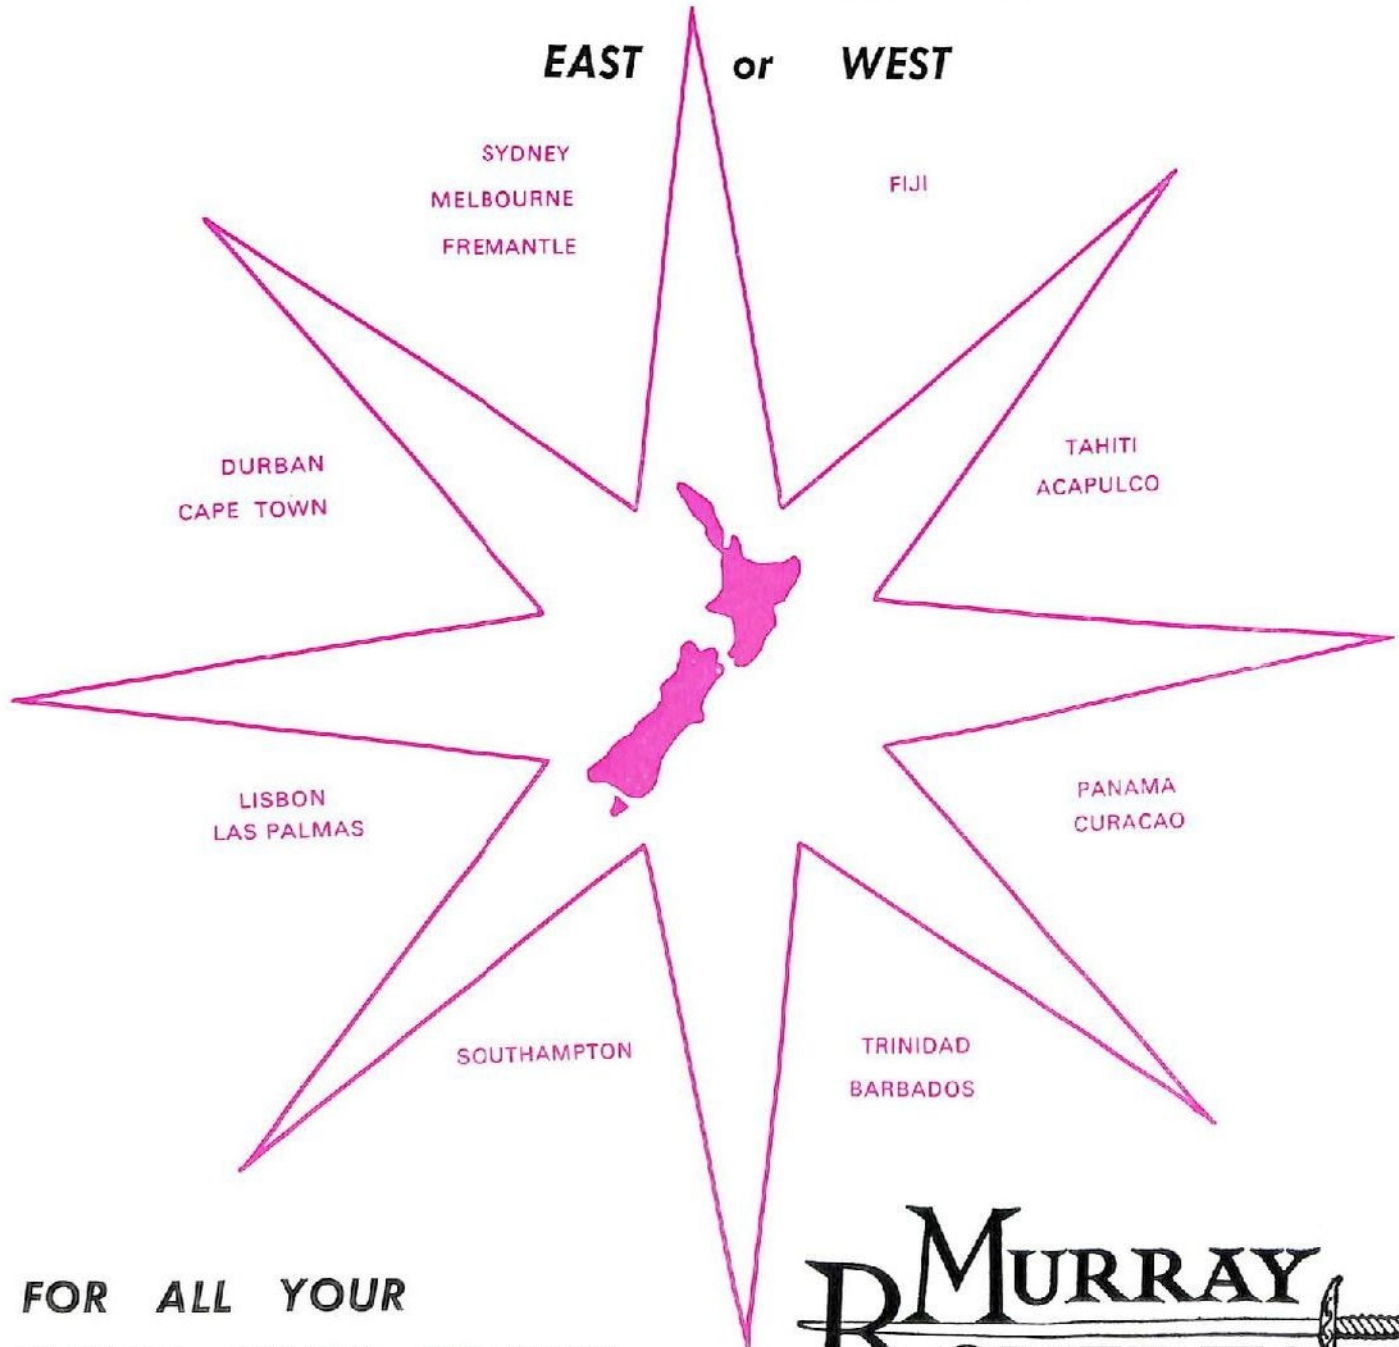 EAST or WEST
SYDNEY
MELBOURNE
FREMANTLE
FIJI
DURBAN
CAPE TOWN
TAHITI
ACAPULCO
LISBON
LAS PALMAS
PANAMA
CURACAO
SOUTHAMPTON
TRINIDAD
BARBADOS
FOR ALL YOUR
MURRAY